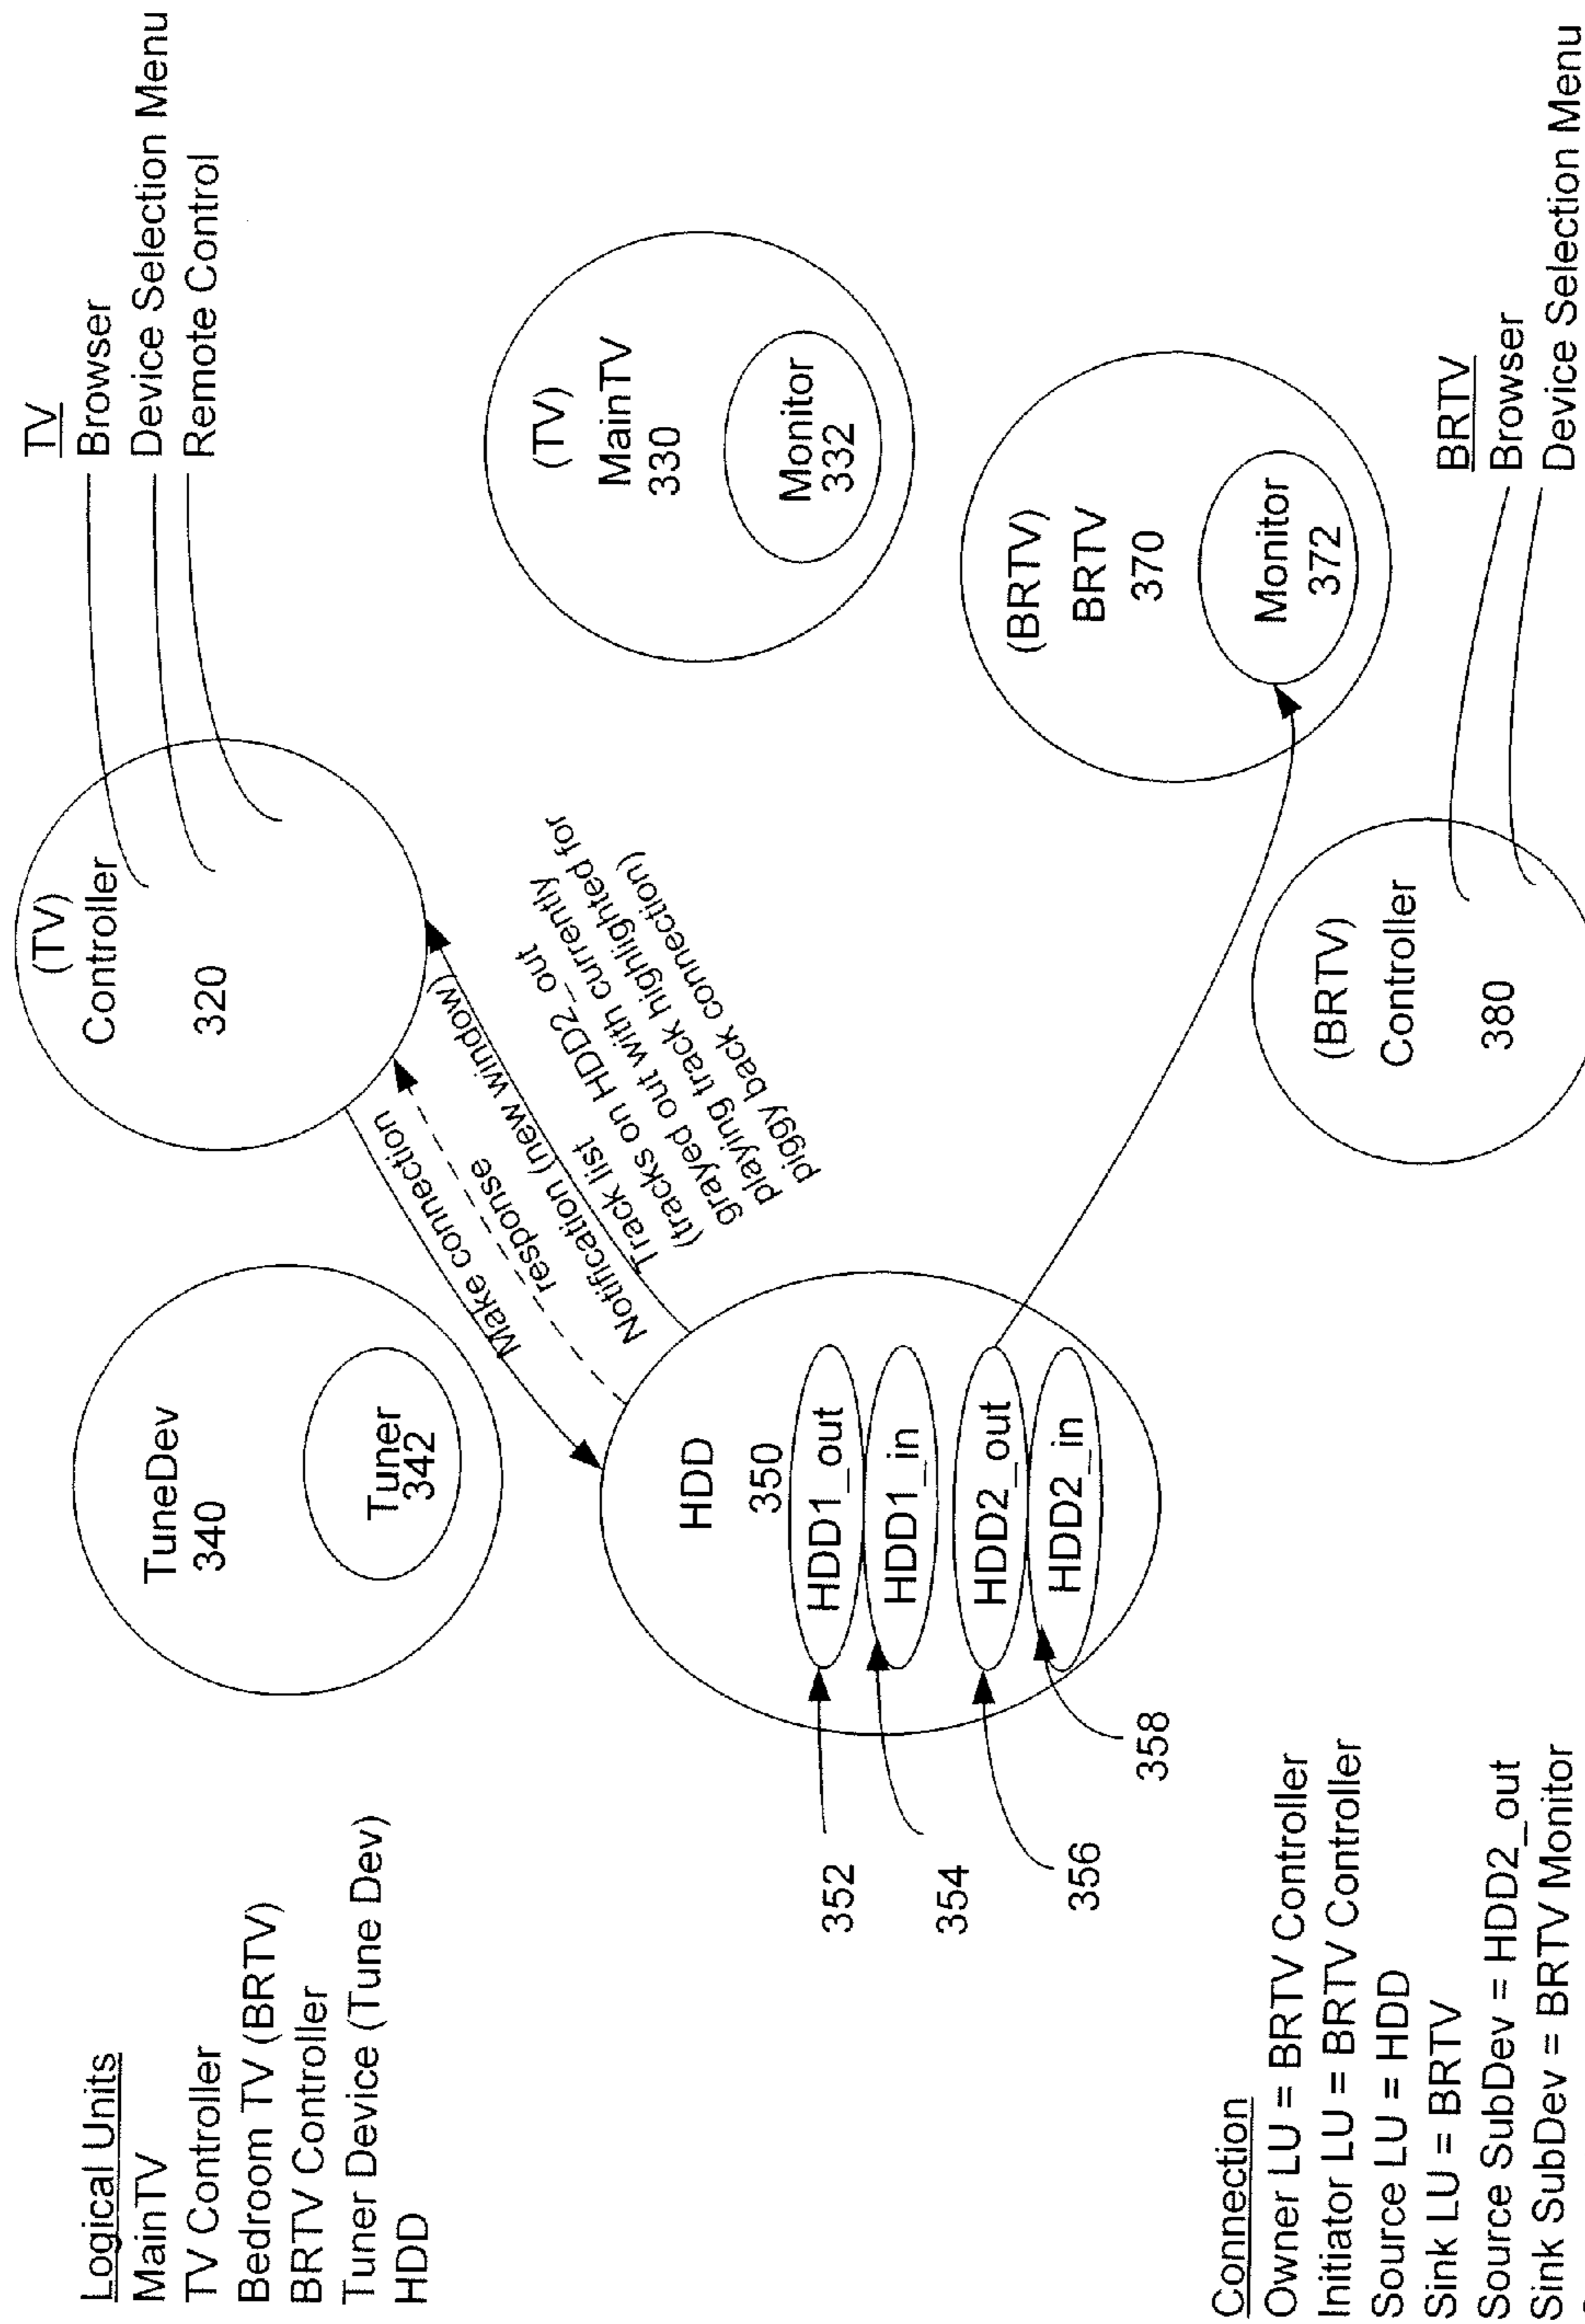 Logical Units
MainTV
TV Controller
Bedroom TV (BRTV)
BRTV Controller
Tuner Device (Tune Dev)
HDD
TuneDev
340
Tuner
342
(TV)
Controller
320
TV
Browser
Device Selection Menu
Remote Control
Make connection
response
Notification (new window)
Track list
(tracks on HDD2_out
grayed out with currently
playing track highlighted for
piggy back connection)
(TV)
MainTV
330
Monitor
332
HDD
350
HDD1_out
HDD1_in
HDD2_out
HDD2_in
352
354
356
358
(BRTV)
BRTV
370
Monitor
372
(BRTV)
Controller
380
BRTV
Browser
Device Selection Menu
Connection
Owner LU = BRTV Controller
Initiator LU = BRTV Controller
Source LU = HDD
Sink LU = BRTV
Source SubDev = HDD2_out
Sink SubDev = BRTV Monitor